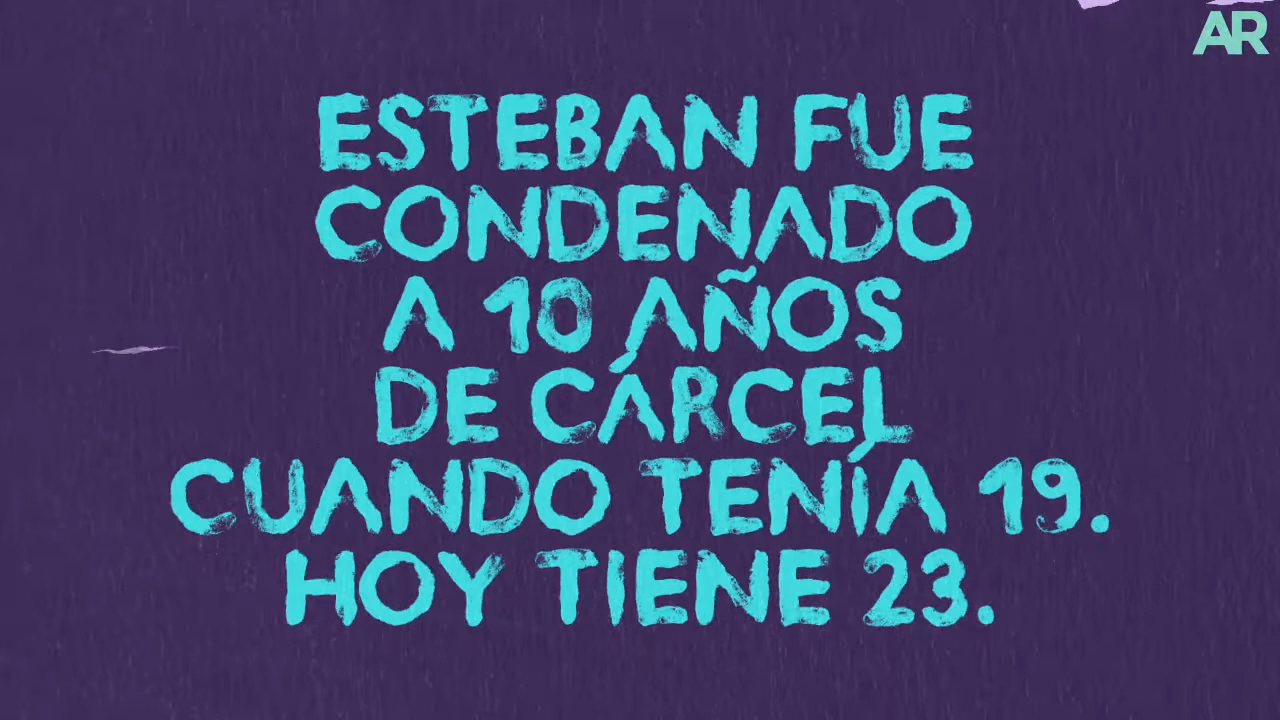 AR
ESTEBAN FUE
CONDENADO
A 10 AÑOS
DE CÁRCEL
CUANDO TENÍA 19.
HOY TIENE 23.